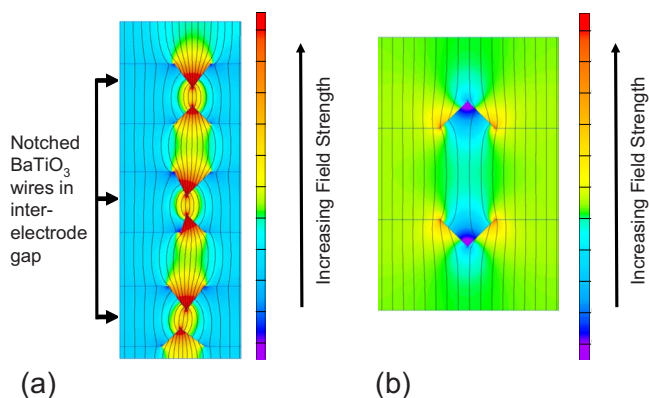 Notched
BaTiO3
wires in
inter-
electrode
gap
Increasing Field Strength
Increasing Field Strength
(a)
(b)